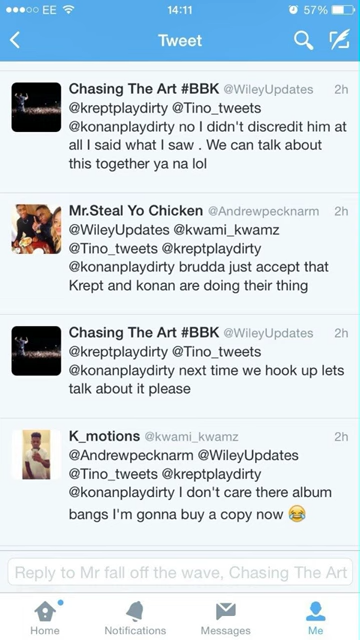 EE 14:11 57%
Tweet
Chasing The Art #BBK @WileyUpdates 2h
@kreptplaydirty @Tino_tweets
@konanplaydirty no I didn't discredit him at
all I said what I saw . We can talk about
this together ya na lol
Mr.Steal Yo Chicken @Andrewpecknarm 2h
@WileyUpdates @kwami_kwamz
@Tino_tweets @kreptplaydirty
@konanplaydirty brudda just accept that
Krept and konan are doing their thing
Chasing The Art #BBK @WileyUpdates 2h
@kreptplaydirty @Tino_tweets
@konanplaydirty next time we hook up lets
talk about it please
K_motions @kwami_kwamz 2h
@Andrewpecknarm @WileyUpdates
@Tino_tweets @kreptplaydirty
@konanplaydirty I don't care there album
bangs I'm gonna buy a copy now 😂
Reply to Mr fall off the wave, Chasing The Art
Home Notifications Messages Me